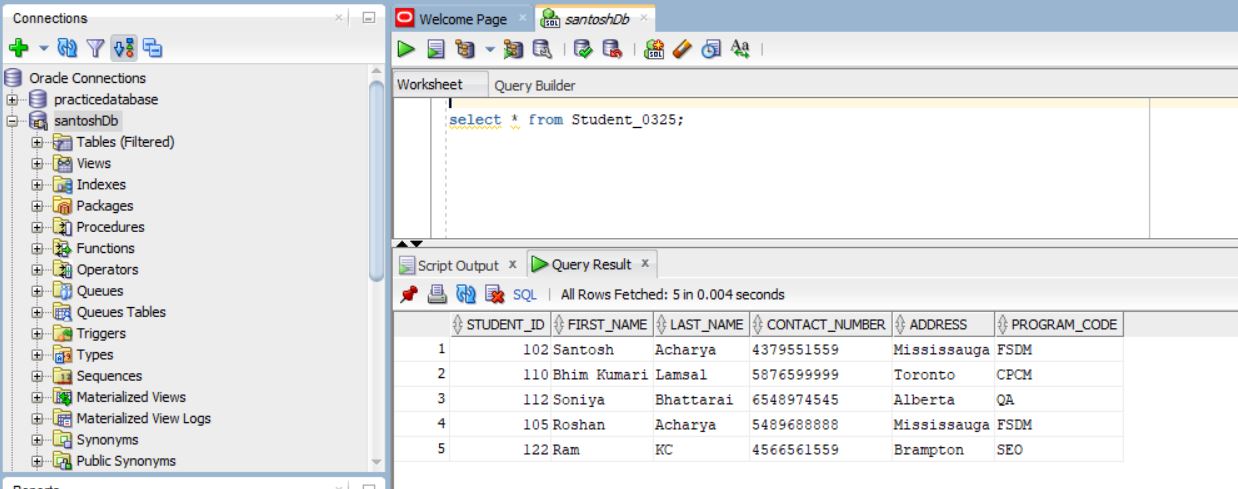 Connections
Oracle Connections
practicedatabase
santoshDb
Tables (Filtered)
Views
Indexes
Packages
Procedures
Functions
Operators
Queues
Queues Tables
Triggers
Types
Sequences
Materialized Views
Materialized View Logs
Synonyms
Public Synonyms
Welcome Page santoshDb
Worksheet Query Builder
select * from Student_0325;
Script Output x Query Result x
SQL | All Rows Fetched: 5 in 0.004 seconds
STUDENT_ID FIRST_NAME LAST_NAME CONTACT_NUMBER ADDRESS PROGRAM_CODE
1 102 Santosh Acharya 4379551559 Mississauga FSDM
2 110 Bhim Kumari Lamsal 5876599999 Toronto CPCM
3 112 Soniya Bhattarai 6548974545 Alberta QA
4 105 Roshan Acharya 5489688888 Mississauga FSDM
5 122 Ram KC 4566561559 Brampton SEO